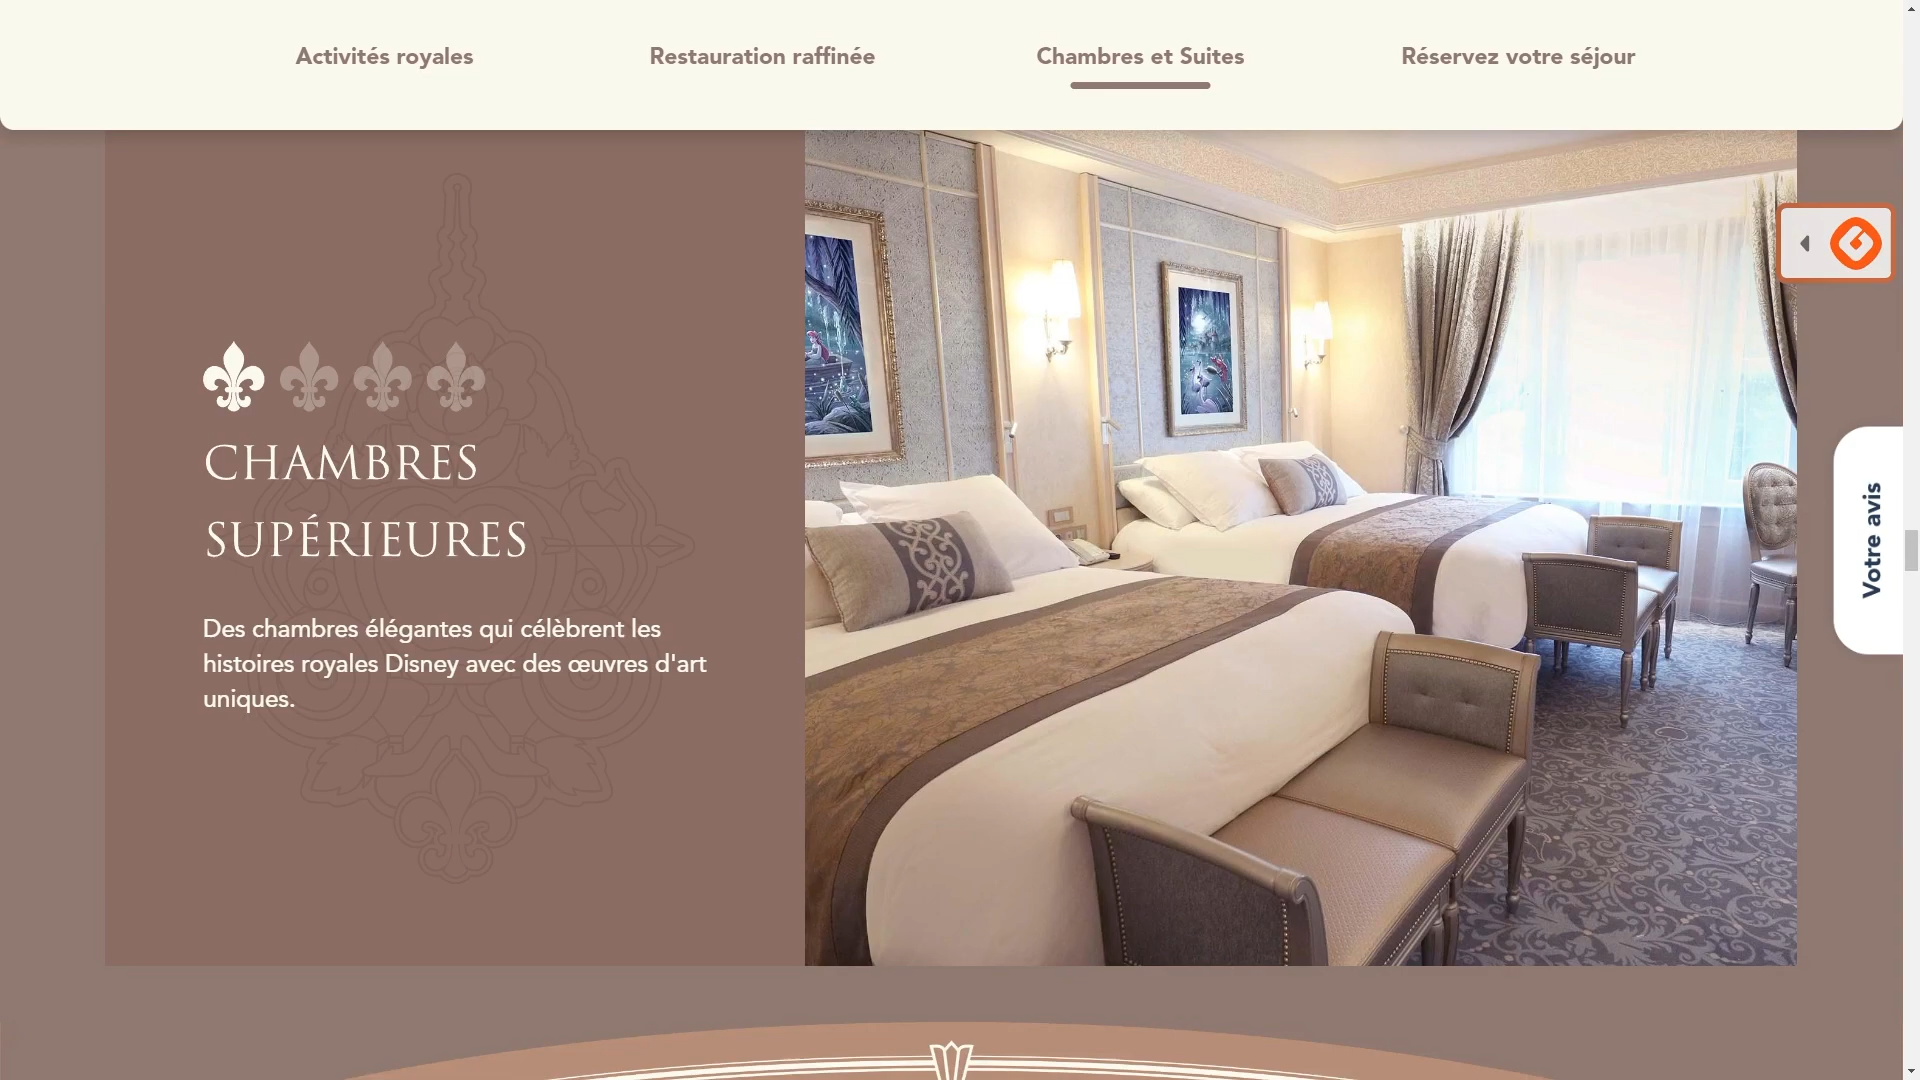 Activités royales
Restauration raffinée
Chambres et Suites
Réservez votre séjour
CHAMBRES
SUPÉRIEURES
Des chambres élégantes qui célèbrent les
histoires royales Disney avec des œuvres d'art
uniques.
Votre avis